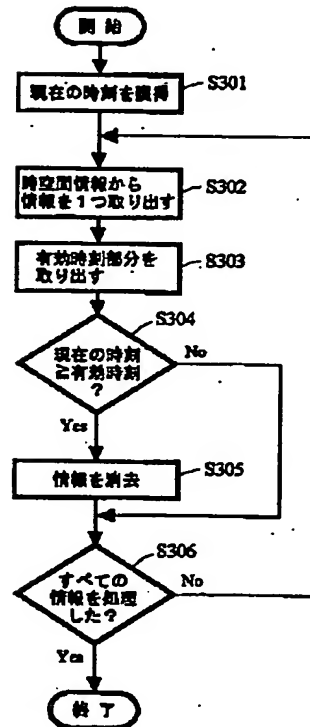 開始
現在の時刻を獲得
S301
時空間情報から
情報を1つ取り出す
S302
有効時刻部分を
取り出す
S303
S304
現在の時刻
≧有効時刻
?
No
Yes
情報を消去
S305
S306
すべての
情報を処理
した?
No
Yes
終了